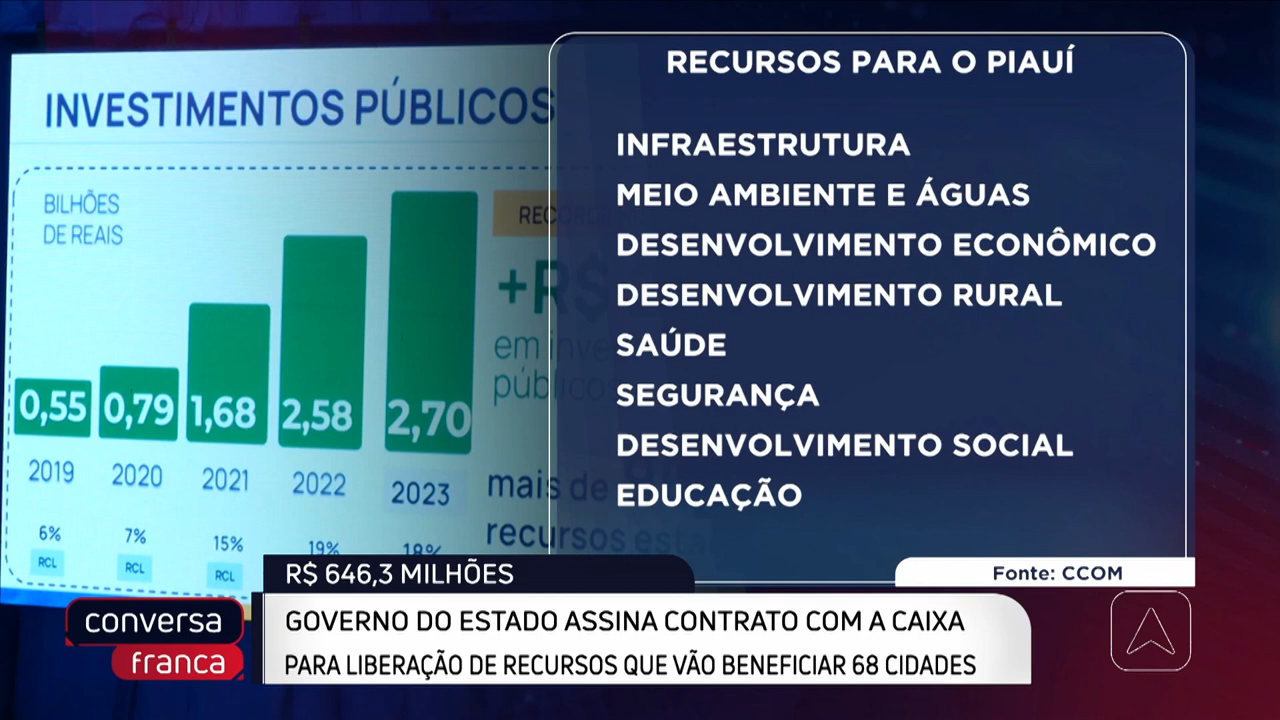 INVESTIMENTOS PÚBLICOS
BILHÕES
DE REAIS
0,55 0,79 1,68 2,58 2,70
2019 2020 2021 2022 2023
6% 7% 15% 19% 18%
RCL RCL RCL
+R$
em
mais de
recursos
RECURSOS PARA O PIAUÍ
INFRAESTRUTURA
MEIO AMBIENTE E ÁGUAS
DESENVOLVIMENTO ECONÔMICO
DESENVOLVIMENTO RURAL
SAÚDE
SEGURANÇA
DESENVOLVIMENTO SOCIAL
EDUCAÇÃO
Fonte: CCOM
R$ 646,3 MILHÕES
GOVERNO DO ESTADO ASSINA CONTRATO COM A CAIXA
PARA LIBERAÇÃO DE RECURSOS QUE VÃO BENEFICIAR 68 CIDADES
conversa
franca